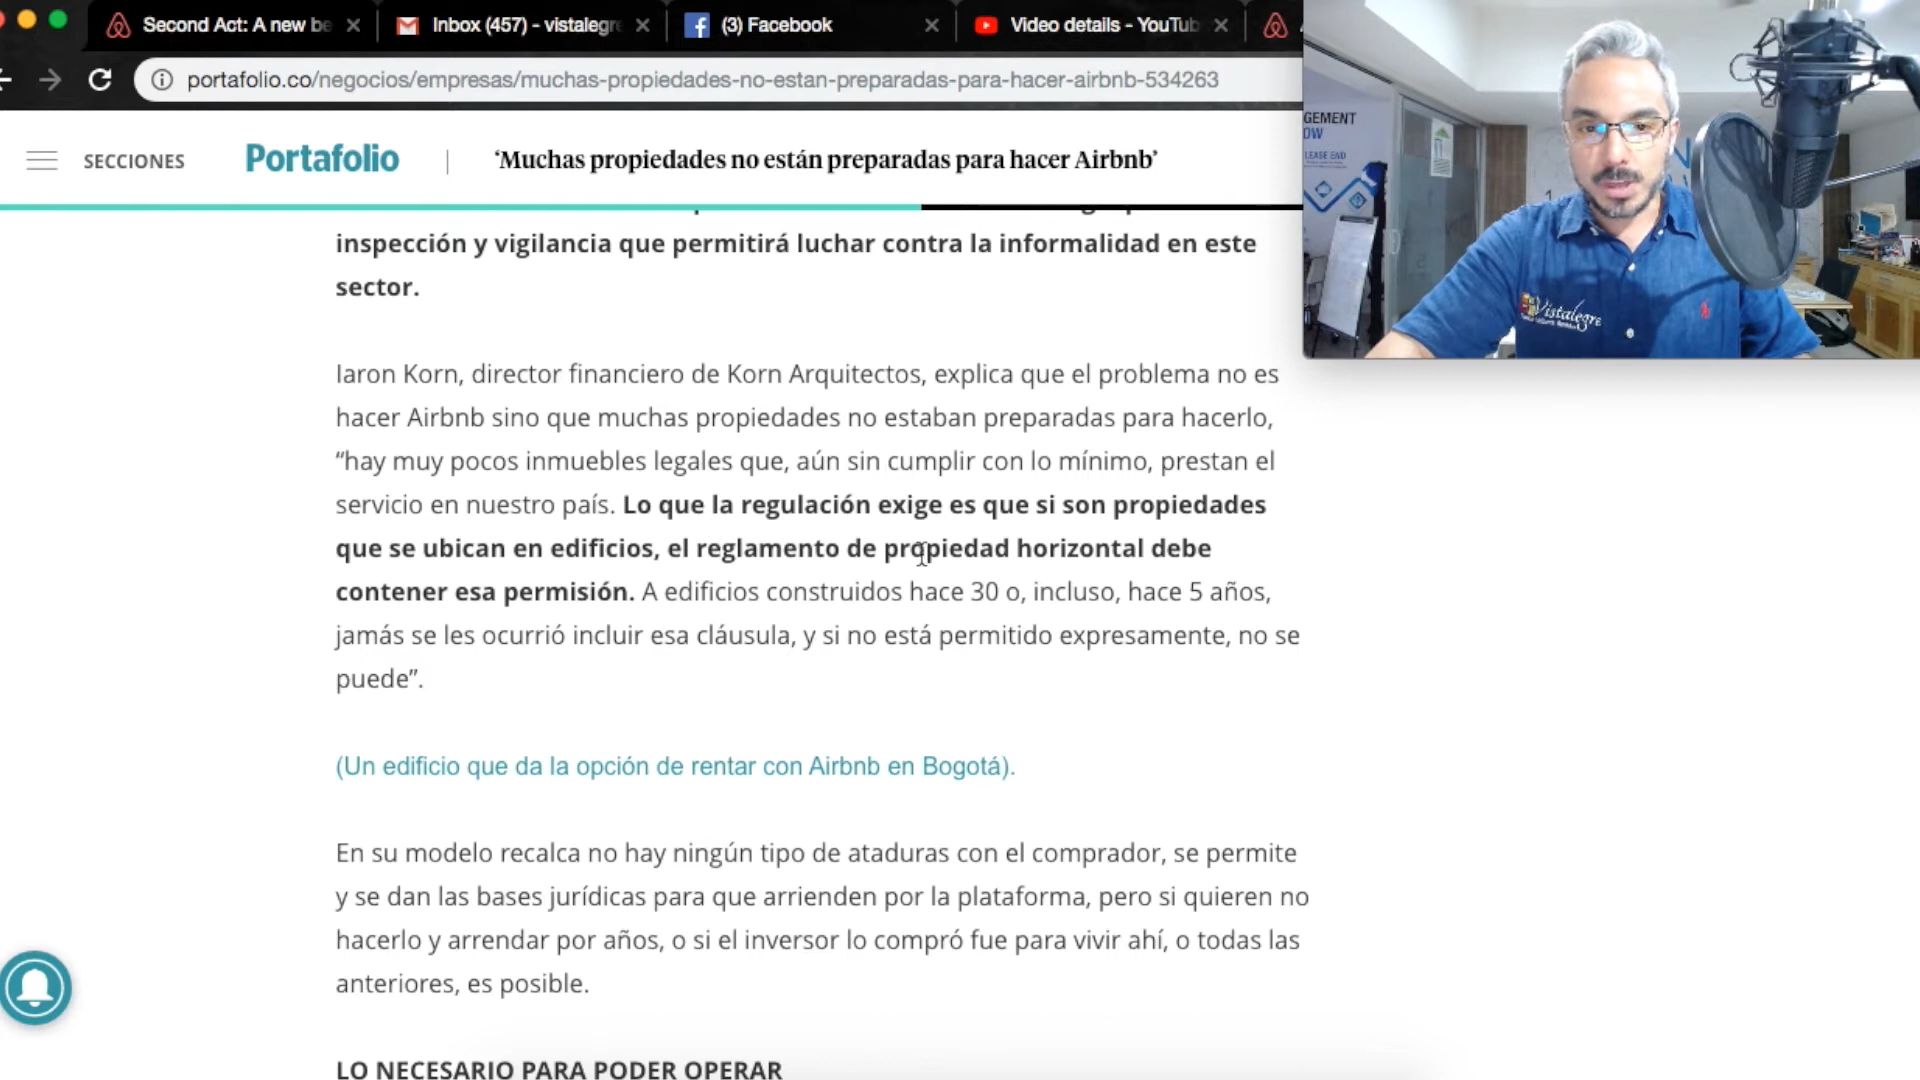 Second Act: A new be
Inbox (457) - vistalegre
(3) Facebook
Video details - YouTub
portafolio.co/negocios/empresas/muchas-propiedades-no-estan-preparadas-para-hacer-airbnb-534263
SECCIONES
Portafolio
'Muchas propiedades no están preparadas para hacer Airbnb'
inspección y vigilancia que permitirá luchar contra la informalidad en este
sector.
Iaron Korn, director financiero de Korn Arquitectos, explica que el problema no es
hacer Airbnb sino que muchas propiedades no estaban preparadas para hacerlo,
“hay muy pocos inmuebles legales que, aún sin cumplir con lo mínimo, prestan el
servicio en nuestro país. Lo que la regulación exige es que si son propiedades
que se ubican en edificios, el reglamento de propiedad horizontal debe
contener esa permisión. A edificios construidos hace 30 o, incluso, hace 5 años,
jamás se les ocurrió incluir esa cláusula, y si no está permitido expresamente, no se
puede”.
(Un edificio que da la opción de rentar con Airbnb en Bogotá).
En su modelo recalca no hay ningún tipo de ataduras con el comprador, se permite
y se dan las bases jurídicas para que arrienden por la plataforma, pero si quieren no
hacerlo y arrendar por años, o si el inversor lo compró fue para vivir ahí, o todas las
anteriores, es posible.
LO NECESARIO PARA PODER OPERAR
GEMENT
OW
LEASE END
Vistalegre